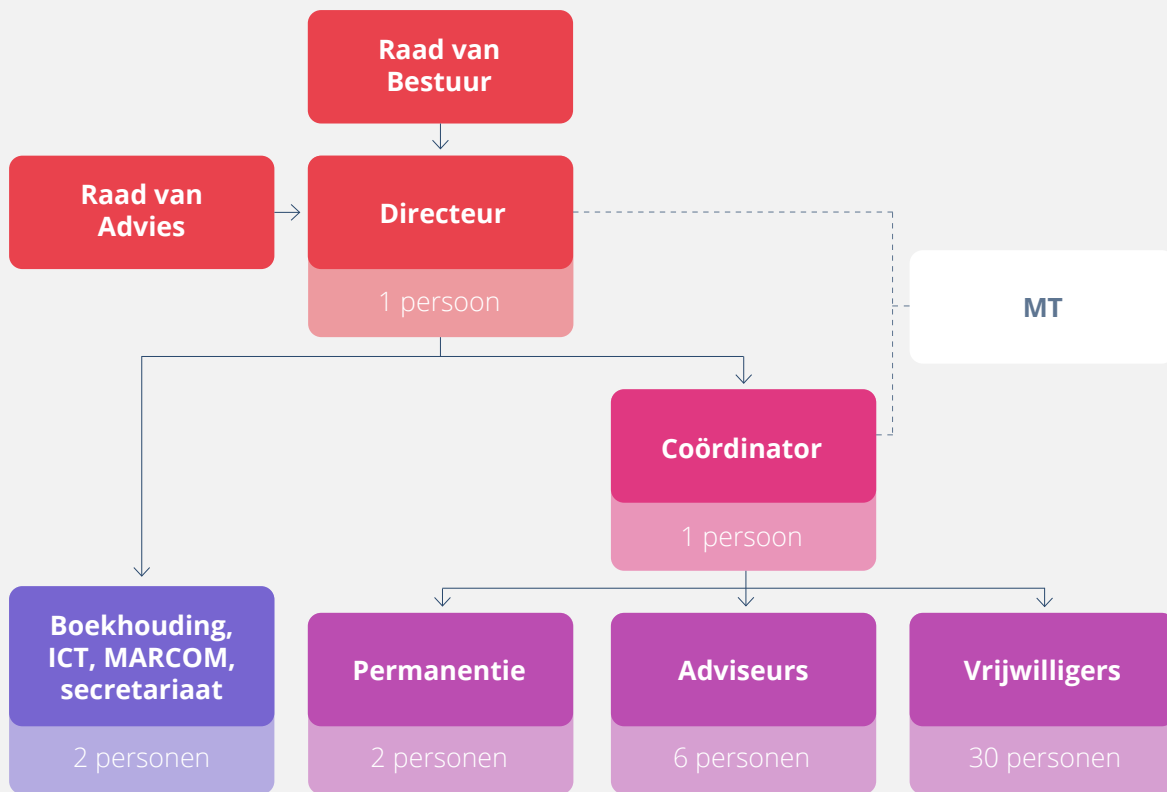 Raad van
Bestuur
Raad van
Advies
Directeur
1 persoon
MT
Coördinator
1 persoon
Boekhouding,
ICT, MARCOM,
secretariaat
2 personen
Permanentie
2 personen
Adviseurs
6 personen
Vrijwilligers
30 personen